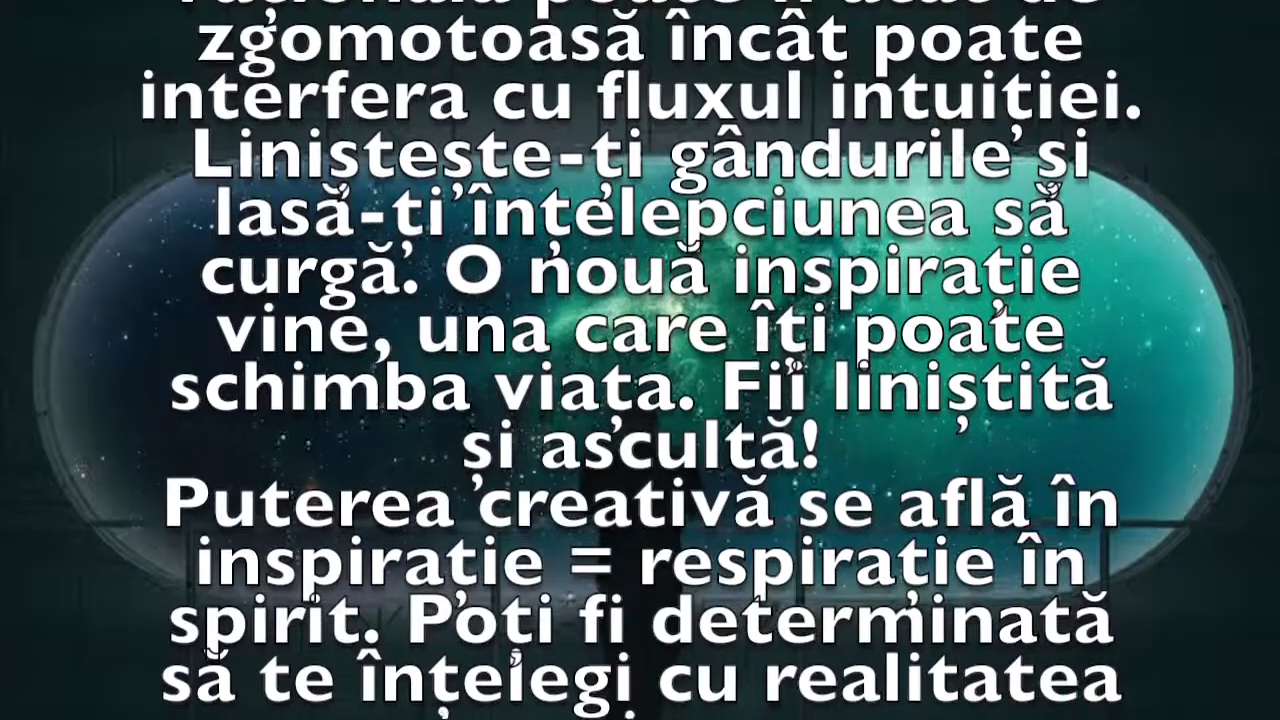 zgomotoasă încât poate
interfera cu fluxul intuiției.
Liniștește-ți gândurile și
lasă-ți înțelepciunea să
curgă. O nouă inspirație
vine, una care îți poate
schimba viața. Fii liniștită
și ascultă!
Puterea creativă se află în
inspirație = respirație în
spirit. Poți fi determinată
să te înțelegi cu realitatea